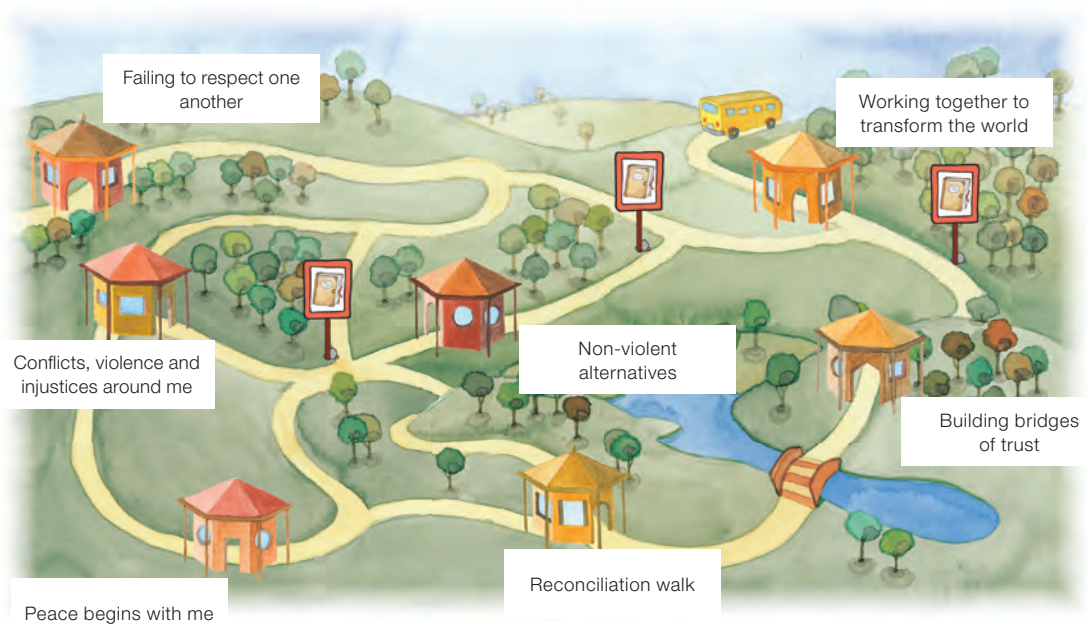 Failing to respect one
another
Working together to
transform the world
Conflicts, violence and
injustices around me
Non-violent
alternatives
Building bridges
of trust
Reconciliation walk
Peace begins with me